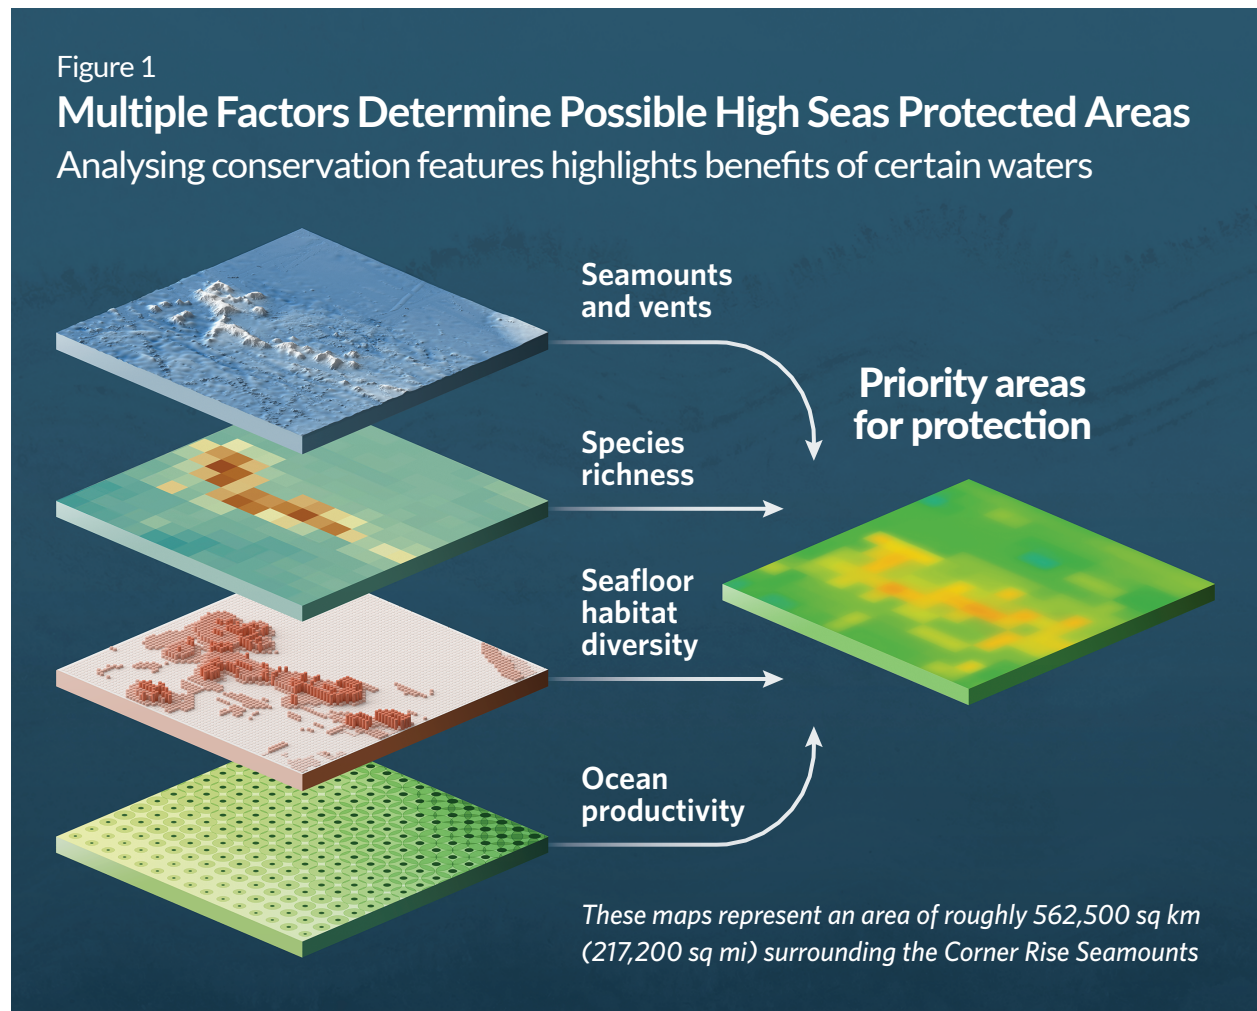 Figure 1
Multiple Factors Determine Possible High Seas Protected Areas
Analysing conservation features highlights benefits of certain waters
Seamounts
and vents
Priority areas
for protection
Species
richness
Seafloor
habitat
diversity
Ocean
productivity
These maps represent an area of roughly 562,500 sq km
(217,200 sq mi) surrounding the Corner Rise Seamounts